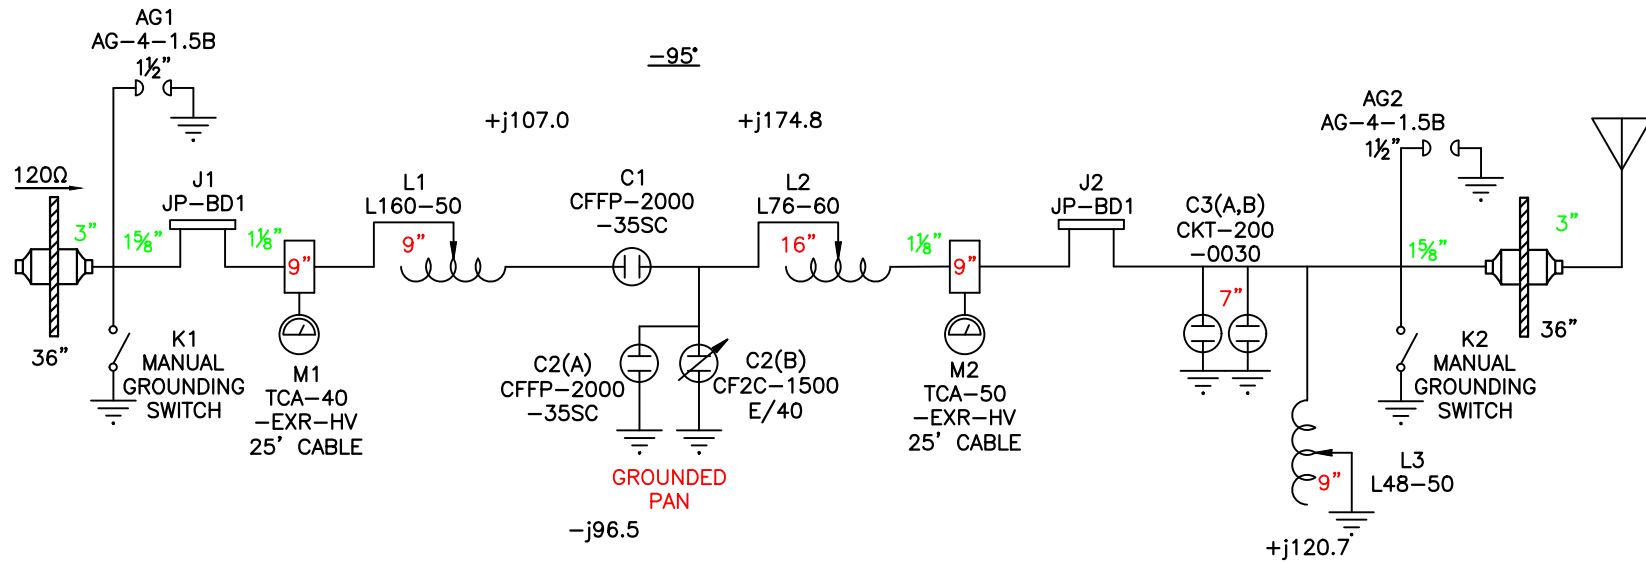 AG1
AG-4-1.5B
1½"
-95°
+j107.0
+j174.8
AG2
AG-4-1.5B
1½"
120Ω
3"
1⅝"
J1
JP-BD1
1⅛"
9"
L1
L160-50
9"
C1
CFFP-2000
-35SC
L2
L76-60
16"
1⅛"
9"
J2
JP-BD1
C3(A,B)
CKT-200
-0030
7"
1⅝"
3"
36"
K1
MANUAL
GROUNDING
SWITCH
M1
TCA-40
-EXR-HV
25' CABLE
C2(A)
CFFP-2000
-35SC
C2(B)
CF2C-1500
E/40
GROUNDED
PAN
-j96.5
M2
TCA-50
-EXR-HV
25' CABLE
9"
L3
L48-50
+j120.7
K2
MANUAL
GROUNDING
SWITCH
36"